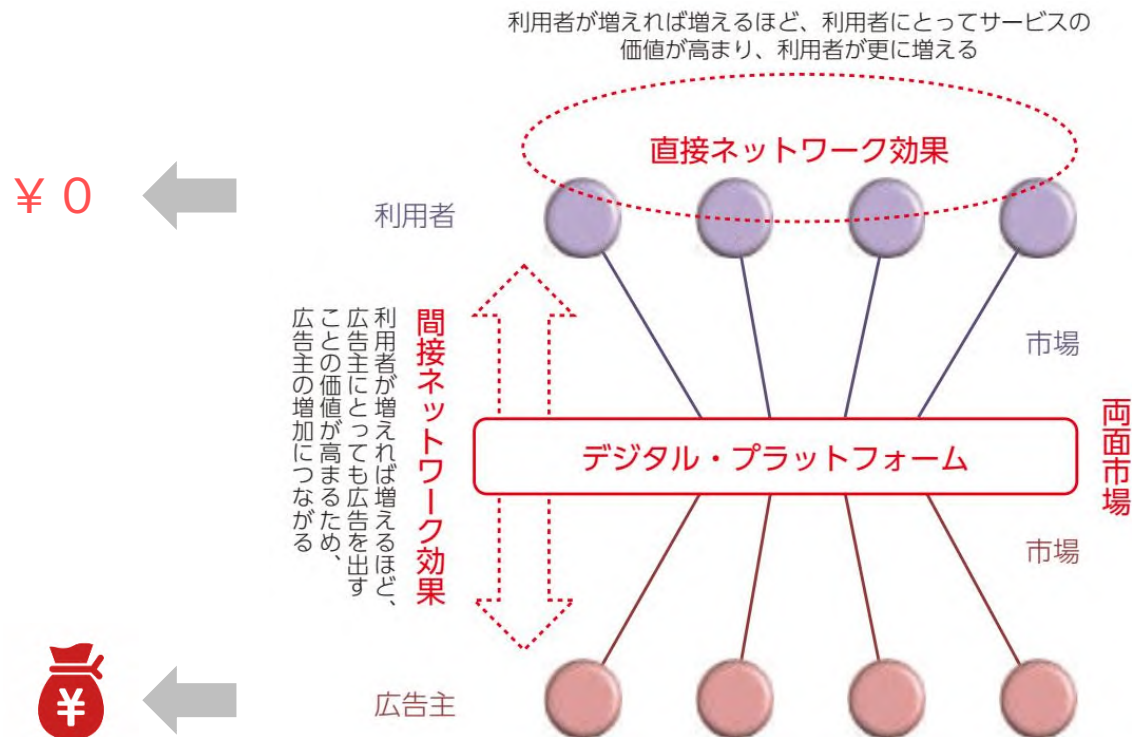 利用者が増えれば増えるほど、利用者にとってサービスの
価値が高まり、利用者が更に増える
直接ネットワーク効果
¥ 0
利用者
間接ネットワーク効果
利用者が増えれば増えるほど、
広告主にとっても広告を出す
ことの価値が高まるため、
広告主の増加につながる
市場
デジタル・プラットフォーム
両面市場
市場
¥
広告主